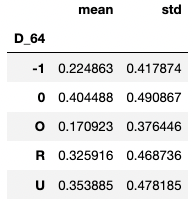 mean std
D_64
-1 0.224863 0.417874
0 0.404488 0.490867
O 0.170923 0.376446
R 0.325916 0.468736
U 0.353885 0.478185